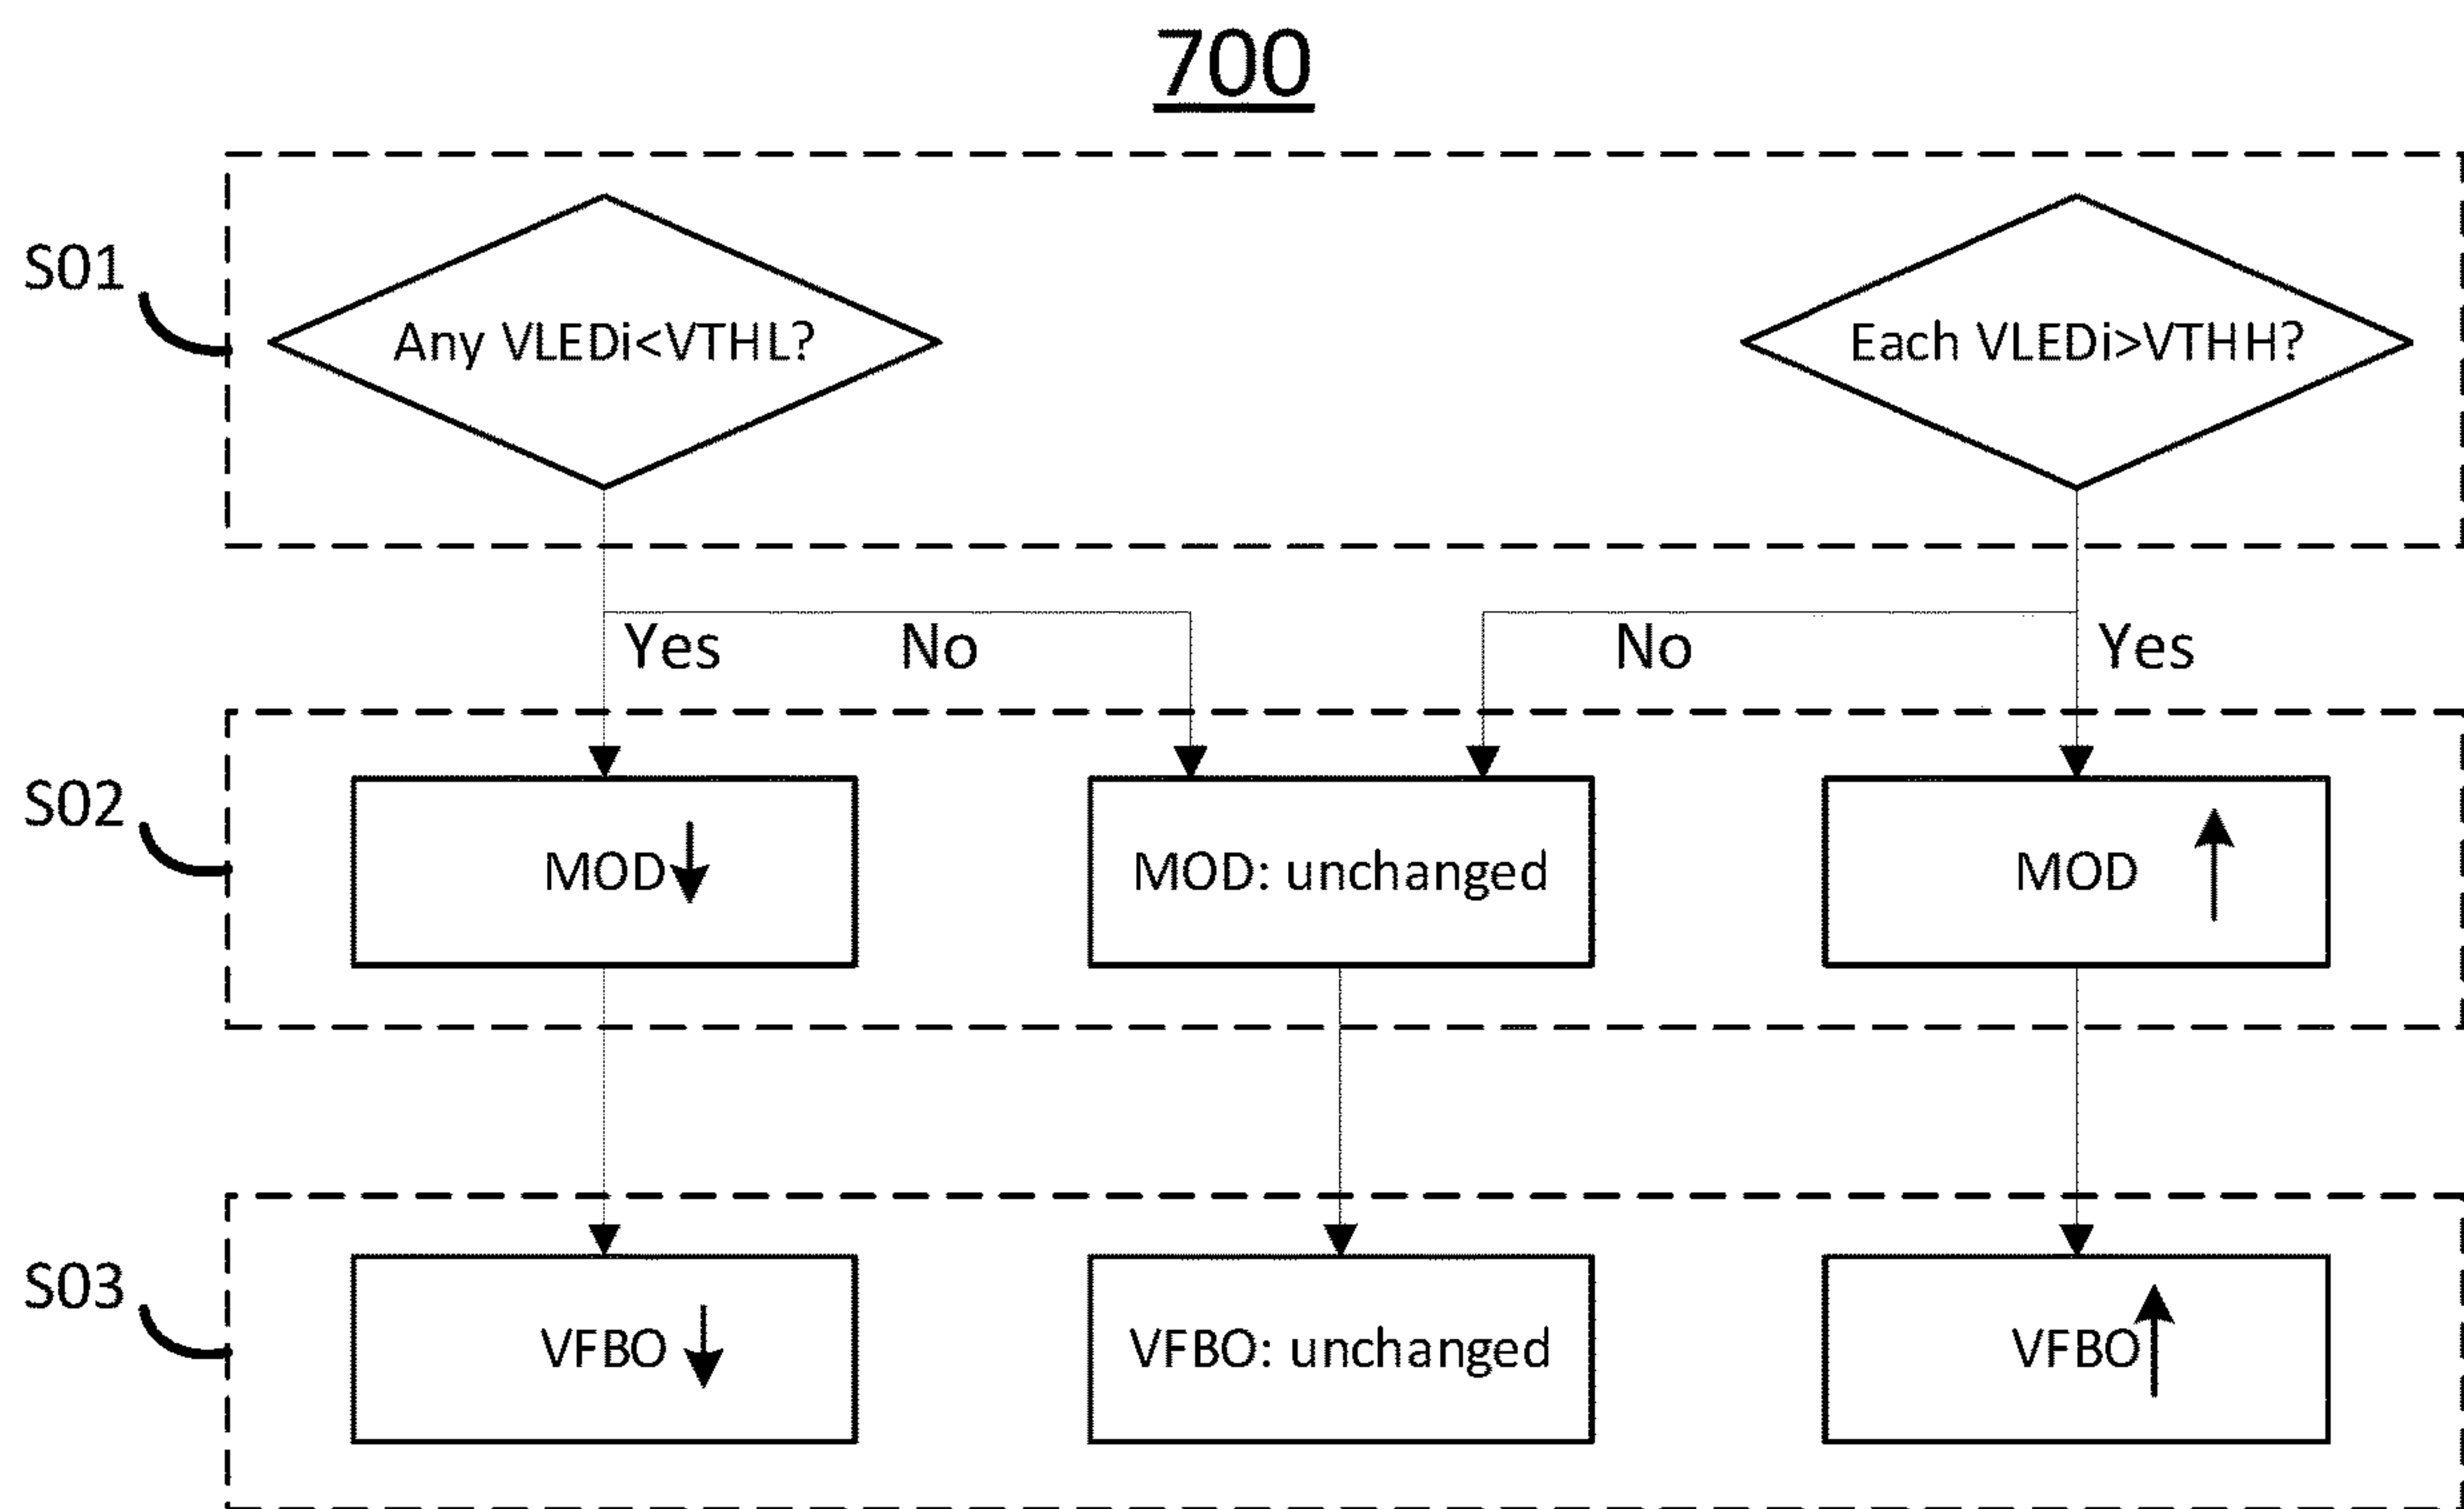 700
S01
Any VLEDi<VTHL?
Each VLEDi>VTHH?
Yes
No
No
Yes
S02
MOD
MOD: unchanged
MOD
S03
VFBO
VFBO: unchanged
VFBO